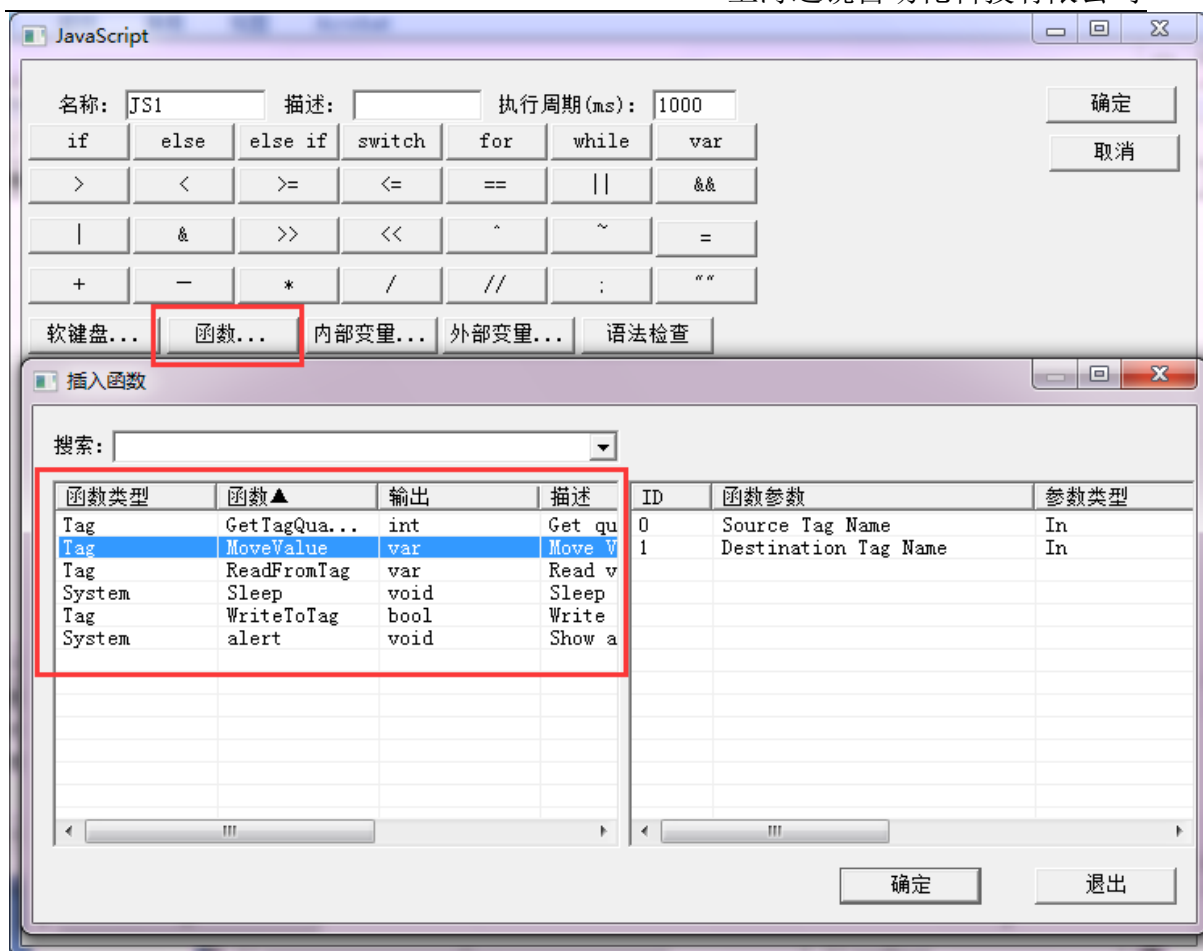 JavaScript
名称: JS1 描述: 执行周期(ms): 1000 确定
if else else if switch for while var
取消
> < >= <= == || &&
| & >> << ^ ~ =
+ — * / // ; ""
软键盘... 函数... 内部变量... 外部变量... 语法检查
插入函数
搜索:
函数类型 函数▲ 输出 描述 ID 函数参数 参数类型
Tag GetTagQua... int Get qu 0 Source Tag Name In
Tag MoveValue var Move V 1 Destination Tag Name In
Tag ReadFromTag var Read v
System Sleep void Sleep
Tag WriteToTag bool Write
System alert void Show a
确定 退出